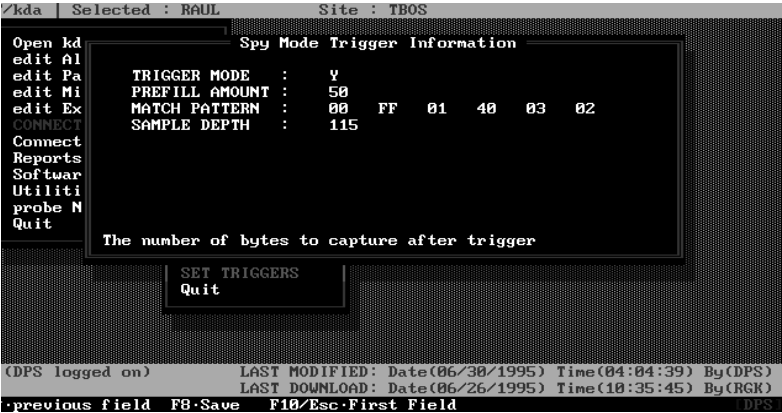 /kda | Selected : RAUL Site : TBOS
Spy Mode Trigger Information
Open kd
edit Al
edit Pa
edit Mi
edit Ex
CONNECT
Connect
Reports
Softwar
Utiliti
probe N
Quit
TRIGGER MODE : Y
PREFILL AMOUNT : 50
MATCH PATTERN : 00 FF 01 40 03 02
SAMPLE DEPTH : 115
The number of bytes to capture after trigger
SET TRIGGERS
Quit
(DPS logged on) LAST MODIFIED: Date(06/30/1995) Time(04:04:39) By(DPS)
LAST DOWNLOAD: Date(06/26/1995) Time(10:35:45) By(RGK)
·previous field F8·Save F10/Esc·First Field (DPS